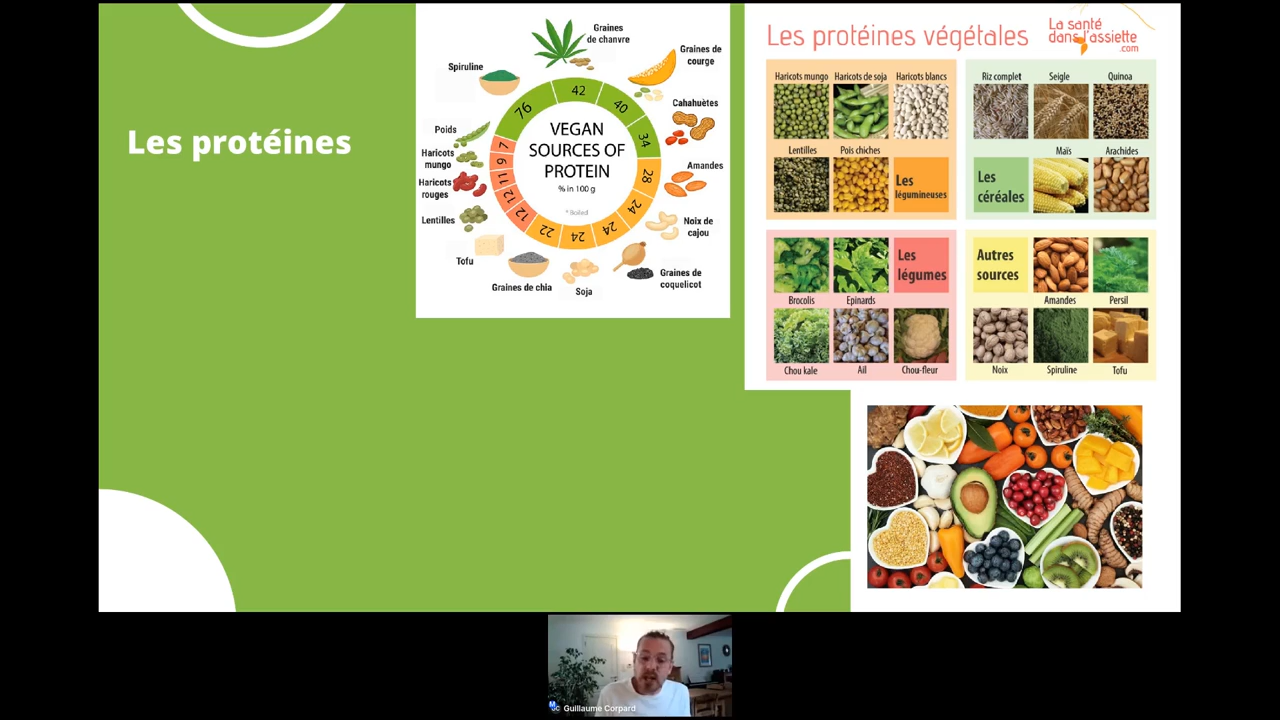 Les protéines
Graines
de chanvre
Graines de
courge
Cahahuètes
Amandes
Noix de
cajou
Graines de
coquelicot
Soja
Graines de chia
Tofu
Lentilles
Haricots
rouges
Haricots
mungo
Poids
Spiruline
76
42
40
34
28
24
24
24
22
12
12
11
9
7
VEGAN
SOURCES OF
PROTEIN
% in 100 g
* Boiled
Les protéines végétales
La santé
dans l'assiette
.com
Haricots mungo
Haricots de soja
Haricots blancs
Lentilles
Pois chiches
Les
légumineuses
Riz complet
Seigle
Quinoa
Maïs
Arachides
Les
céréales
Les
légumes
Brocolis
Epinards
Chou kale
Ail
Chou-fleur
Autres
sources
Amandes
Persil
Noix
Spiruline
Tofu
Guillaume Corpard